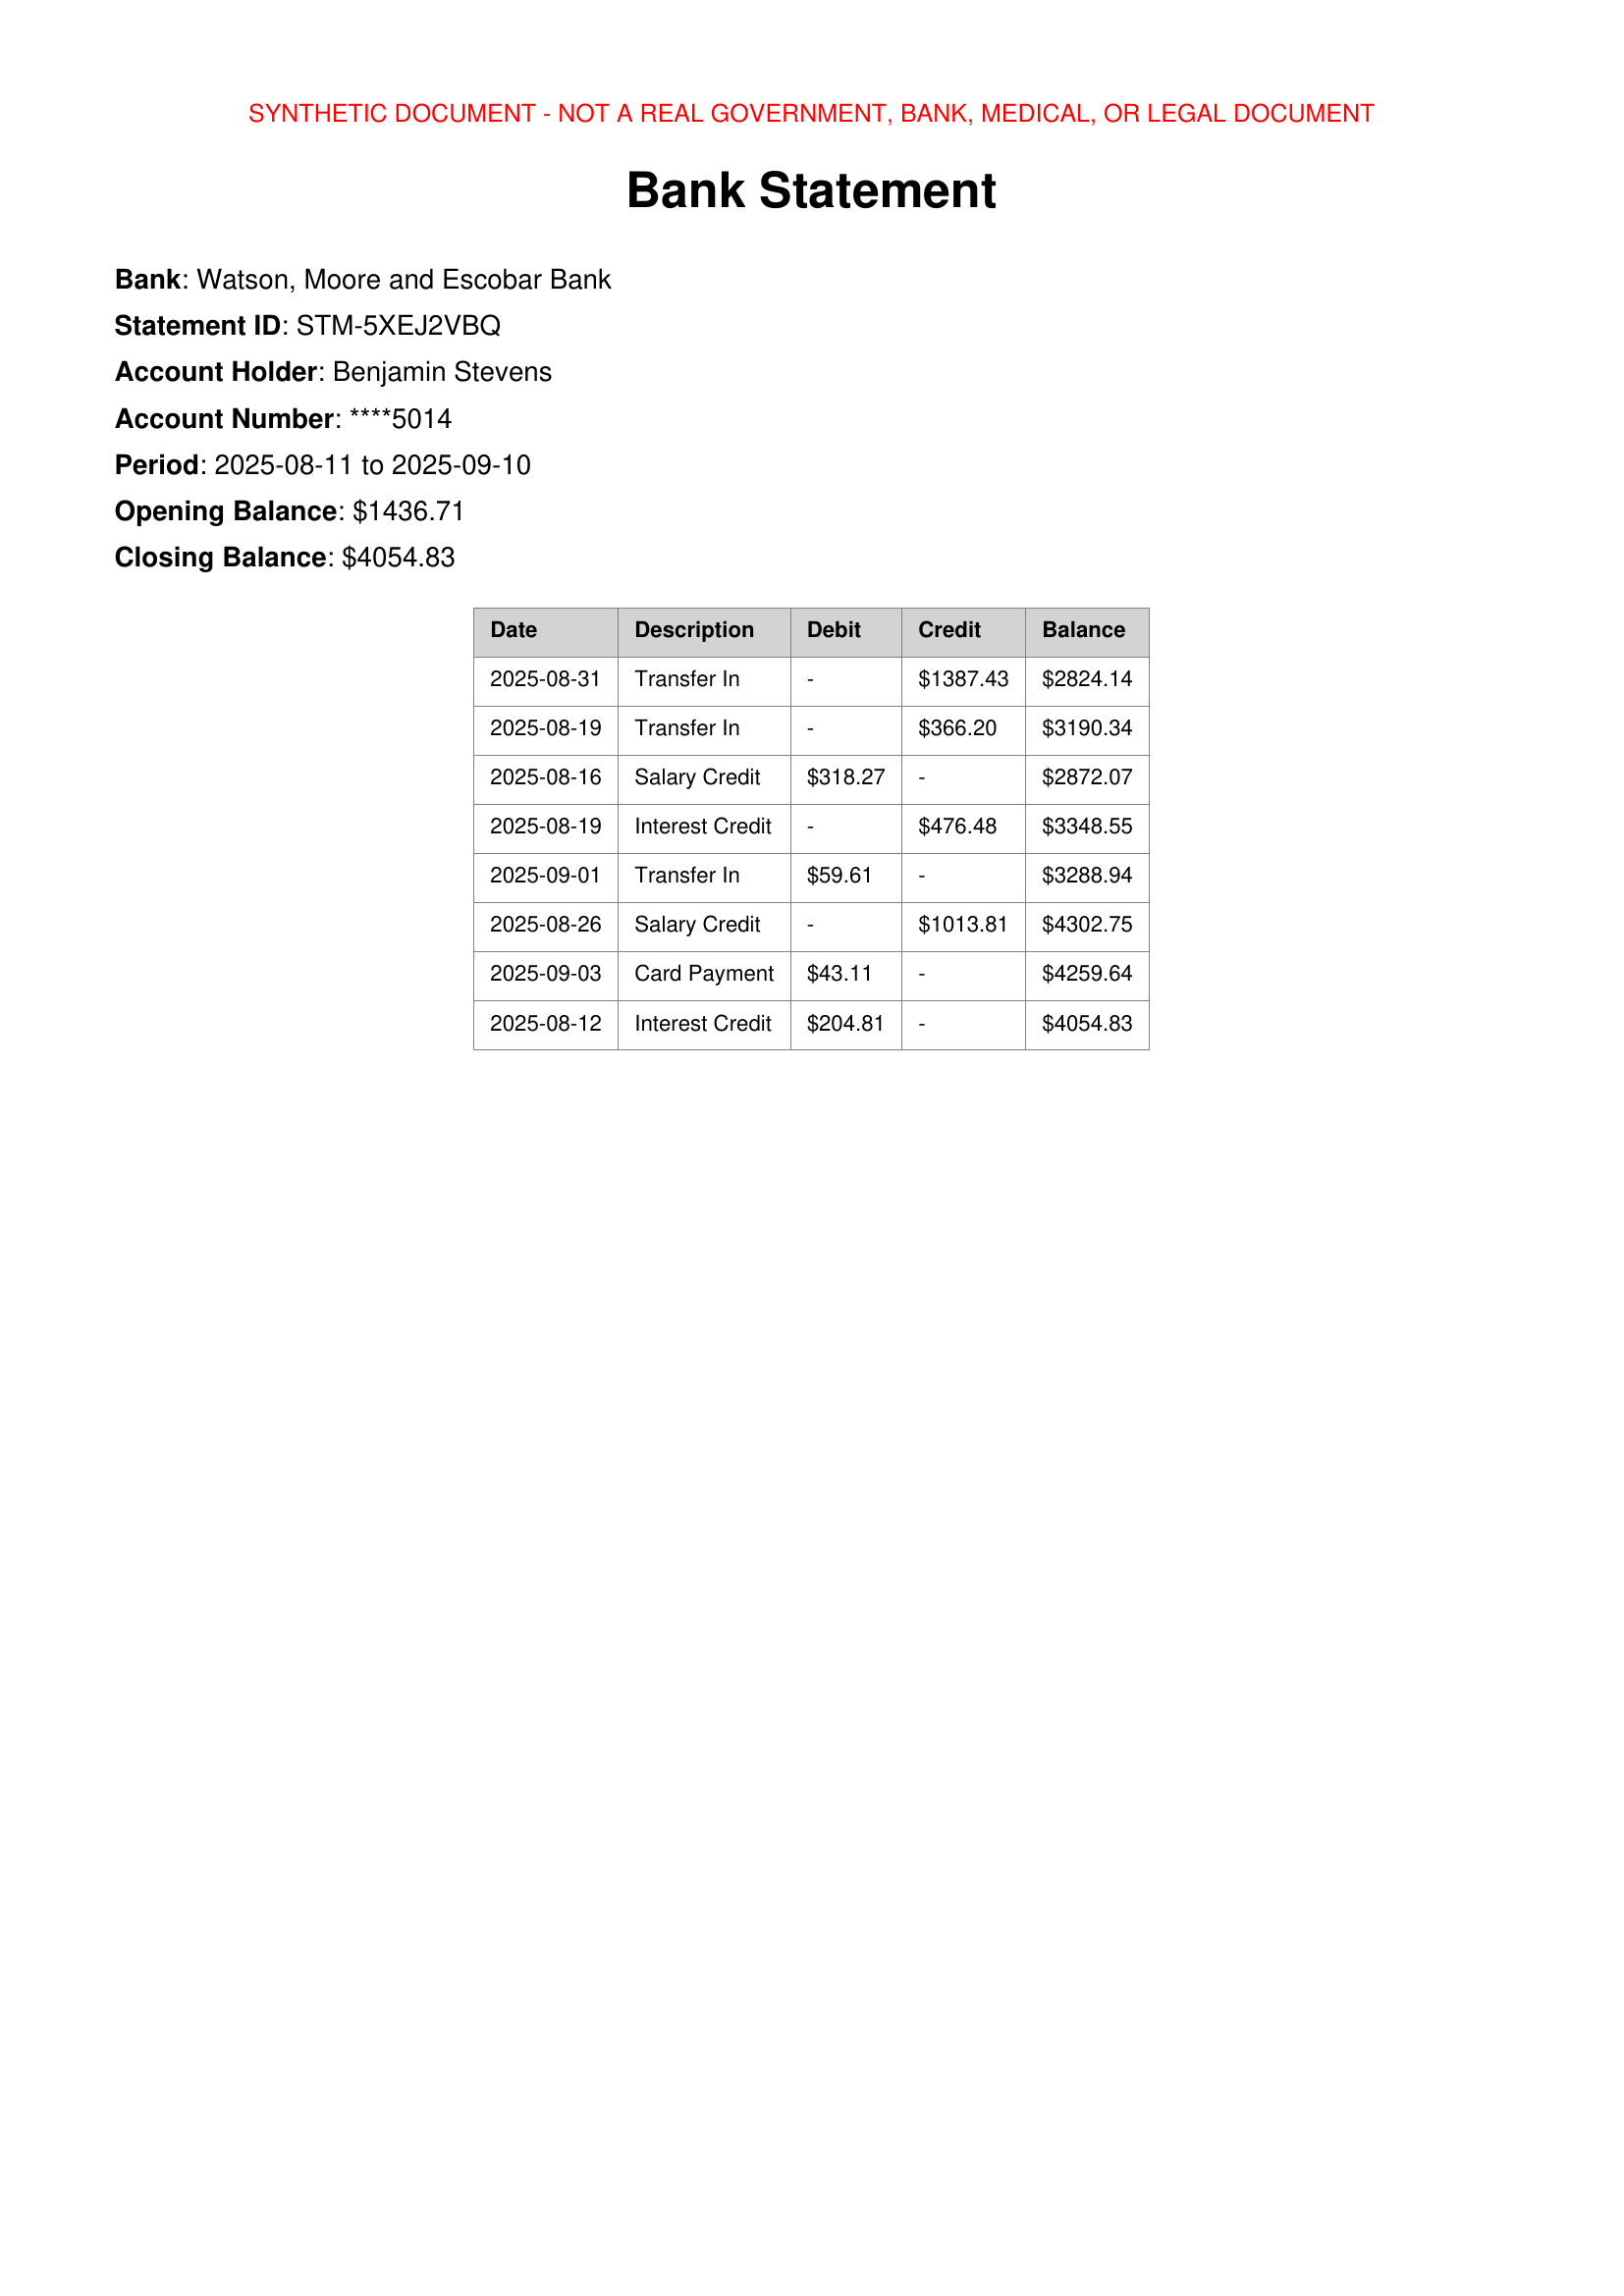 SYNTHETIC DOCUMENT - NOT A REAL GOVERNMENT, BANK, MEDICAL, OR LEGAL DOCUMENT
Bank Statement
Bank: Watson, Moore and Escobar Bank
Statement ID: STM-5XEJ2VBQ
Account Holder: Benjamin Stevens
Account Number: ****5014
Period: 2025-08-11 to 2025-09-10
Opening Balance: $1436.71
Closing Balance: $4054.83
Date Description Debit Credit Balance
2025-08-31 Transfer In - $1387.43 $2824.14
2025-08-19 Transfer In - $366.20 $3190.34
2025-08-16 Salary Credit $318.27 - $2872.07
2025-08-19 Interest Credit - $476.48 $3348.55
2025-09-01 Transfer In $59.61 - $3288.94
2025-08-26 Salary Credit - $1013.81 $4302.75
2025-09-03 Card Payment $43.11 - $4259.64
2025-08-12 Interest Credit $204.81 - $4054.83